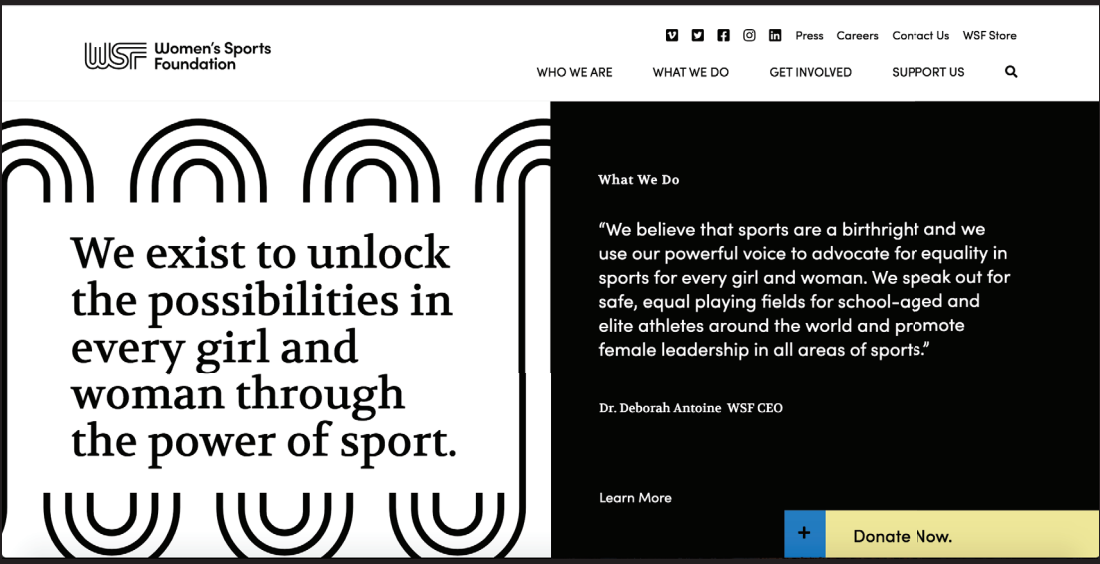 WSF Women's Sports
Foundation
Press Careers Contact Us WSF Store
WHO WE ARE WHAT WE DO GET INVOLVED SUPPORT US
We exist to unlock
the possibilities in
every girl and
woman through
the power of sport.
What We Do
“We believe that sports are a birthright and we
use our powerful voice to advocate for equality in
sports for every girl and woman. We speak out for
safe, equal playing fields for school-aged and
elite athletes around the world and promote
female leadership in all areas of sports.”
Dr. Deborah Antoine WSF CEO
Learn More
+ Donate Now.